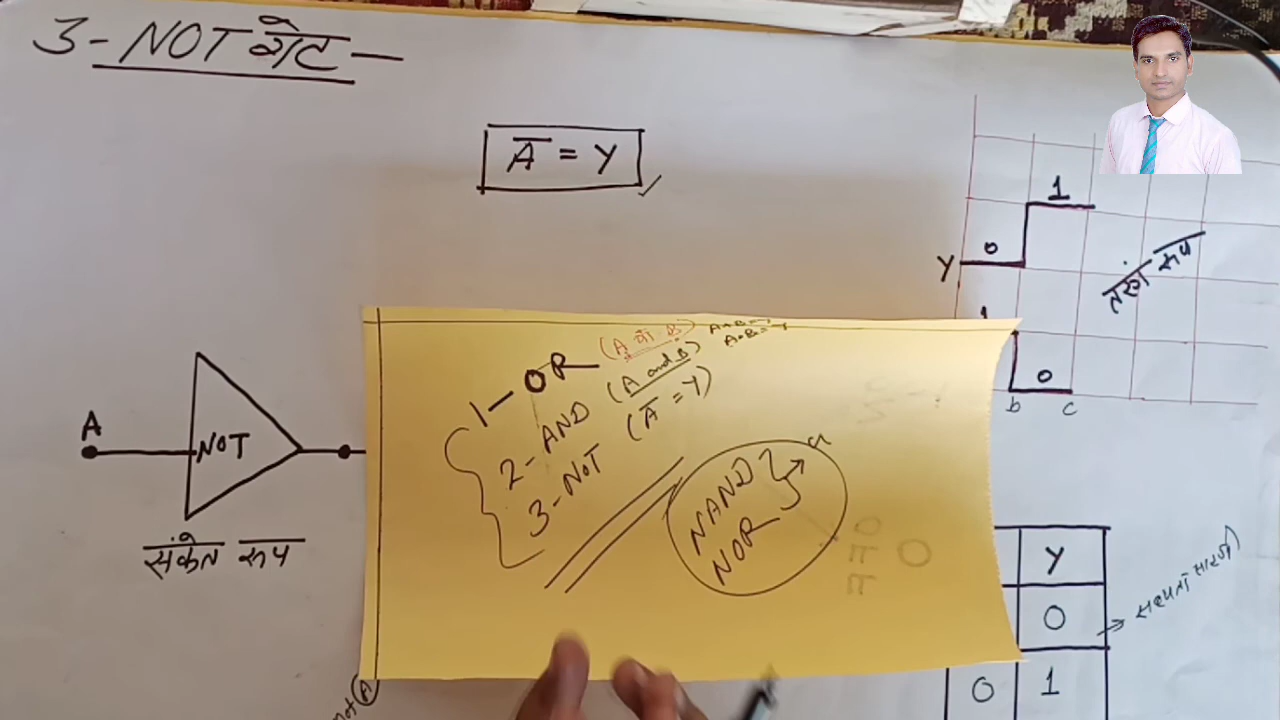 3- NOT गेट —
A̅ = Y
1
0
Y
तरंग रूप
1
0
b c
A
NOT
संकेत रूप
1- OR (A या B) A+B=Y
2- AND (A and B) A•B=Y
3- NOT (A̅ = Y)
NAND
NOR
Y
0
0 1
सत्यता सारणी
not A